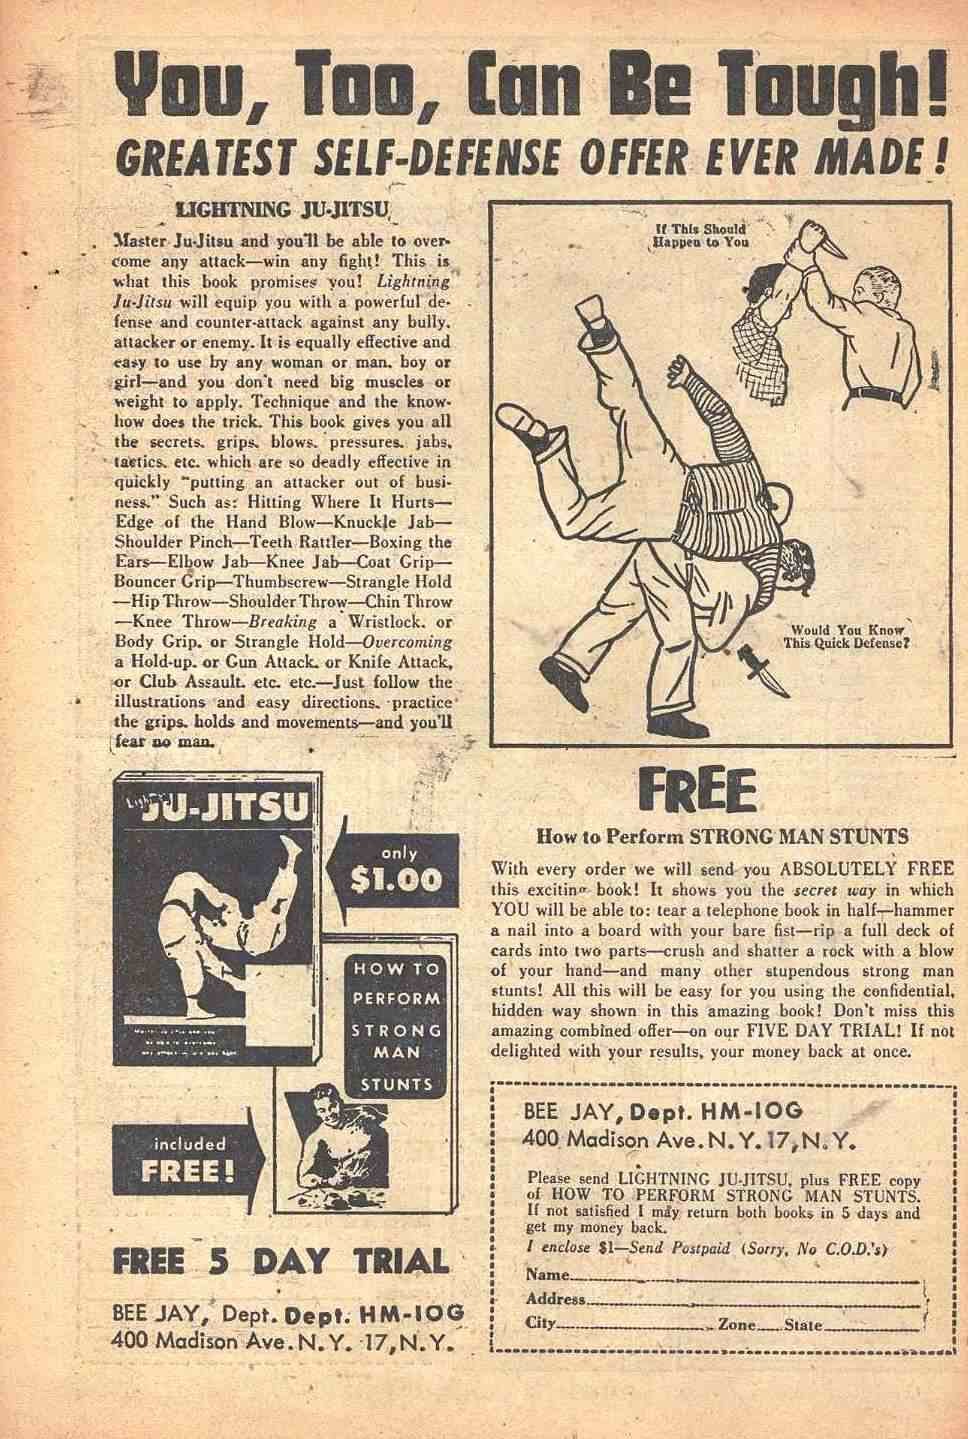 You, Too, Can Be Tough!
GREATEST SELF-DEFENSE OFFER EVER MADE!
LIGHTNING JU-JITSU
Master Ju-Jitsu and you'll be able to over-
come any attack—win any fight! This is
what this book promises you! Lightning
Ju-Jitsu will equip you with a powerful de-
fense and counter-attack against any bully,
attacker or enemy. It is equally effective and
easy to use by any woman or man, boy or
girl—and you don't need big muscles or
weight to apply. Technique and the know-
how does the trick. This book gives you all
the secrets, grips, blows, pressures, jabs,
tactics, etc. which are so deadly effective in
quickly "putting an attacker out of busi-
ness." Such as: Hitting Where It Hurts—
Edge of the Hand Blow—Knuckle Jab—
Shoulder Pinch—Teeth Rattler—Boxing the
Ears—Elbow Jab—Knee Jab—Coat Grip—
Bouncer Grip—Thumbscrew—Strangle Hold
—Hip Throw—Shoulder Throw—Chin Throw
—Knee Throw—Breaking a Wristlock, or
Body Grip, or Strangle Hold—Overcoming
a Hold-up, or Gun Attack, or Knife Attack,
or Club Assault, etc. etc.—Just follow the
illustrations and easy directions, practice
the grips, holds and movements—and you'll
fear no man.
If This Should
Happen to You
Would You Know
This Quick Defense?
Lightning
JU-JITSU
only
$1.00
HOW TO
PERFORM
STRONG
MAN
STUNTS
included
FREE!
FREE 5 DAY TRIAL
BEE JAY, Dept. Dept. HM-10G
400 Madison Ave. N. Y. 17, N. Y.
FREE
How to Perform STRONG MAN STUNTS
With every order we will send you ABSOLUTELY FREE
this exciting book! It shows you the secret way in which
YOU will be able to: tear a telephone book in half—hammer
a nail into a board with your bare fist—rip a full deck of
cards into two parts—crush and shatter a rock with a blow
of your hand—and many other stupendous strong man
stunts! All this will be easy for you using the confidential,
hidden way shown in this amazing book! Don't miss this
amazing combined offer—on our FIVE DAY TRIAL! If not
delighted with your results, your money back at once.
BEE JAY, Dept. HM-10G
400 Madison Ave. N. Y. 17, N. Y.
Please send LIGHTNING JU-JITSU, plus FREE copy
of HOW TO PERFORM STRONG MAN STUNTS.
If not satisfied I may return both books in 5 days and
get my money back.
I enclose $1—Send Postpaid (Sorry, No C.O.D.'s)
Name
Address
City Zone State